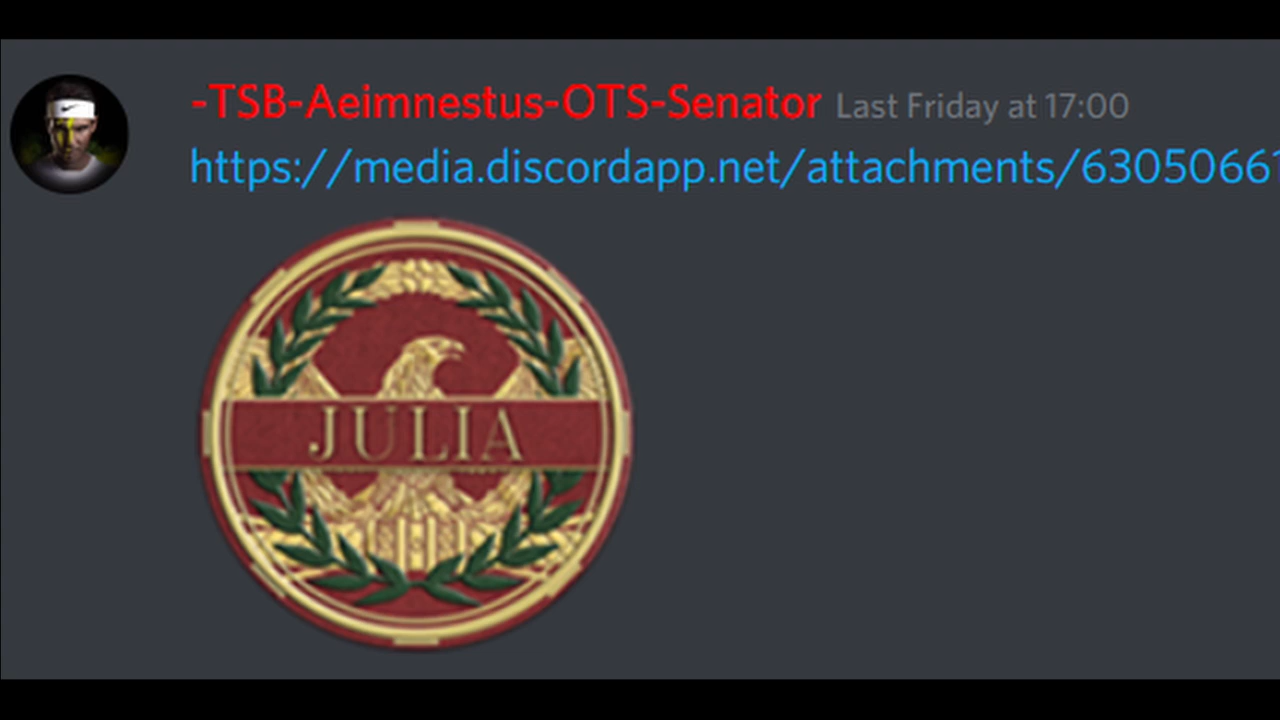 -TSB-Aeimnestus-OTS-Senator Last Friday at 17:00
https://media.discordapp.net/attachments/63050661
JULIA